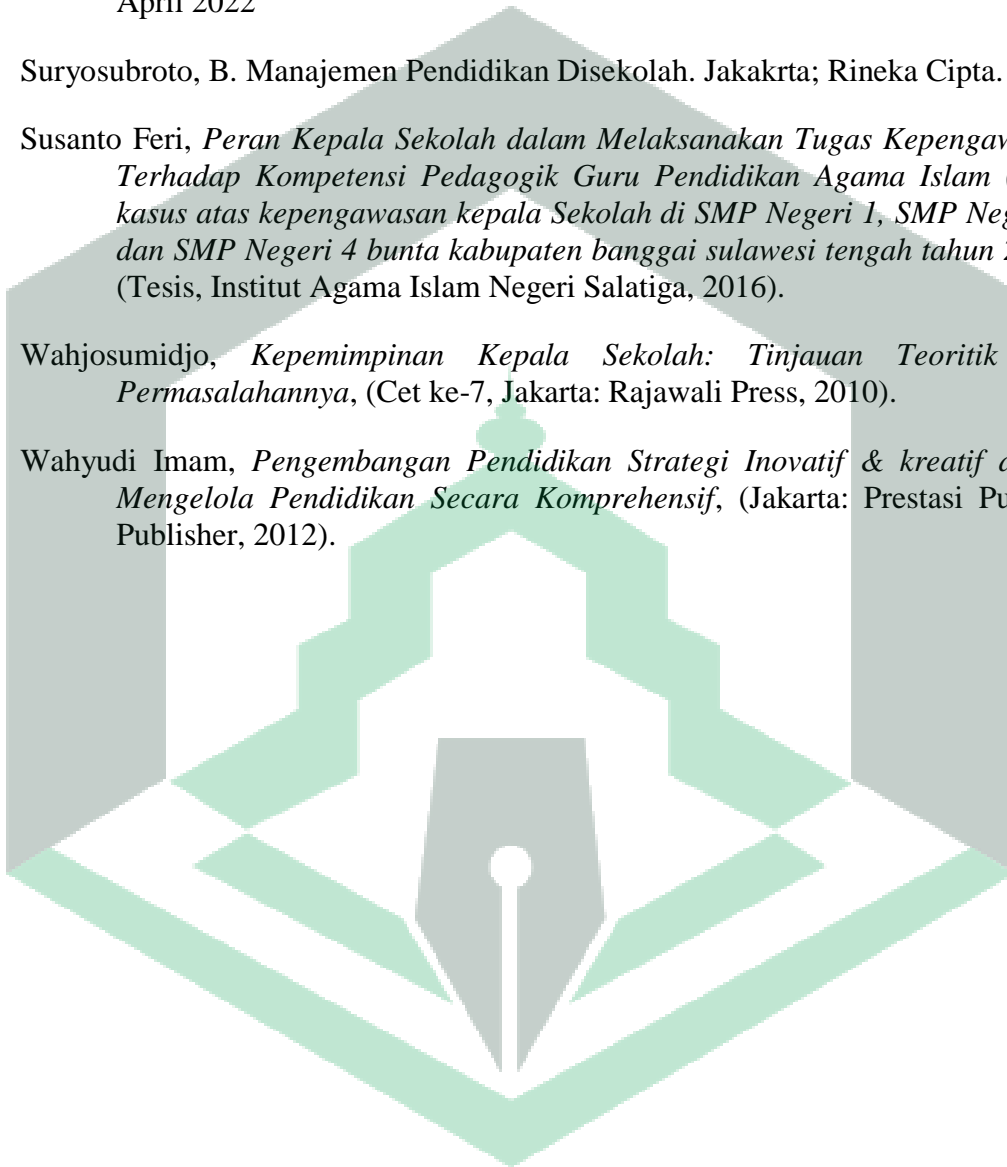 April 2022
Suryosubroto, B. Manajemen Pendidikan Disekolah. Jakakrta; Rineka Cipta.
Susanto Feri, Peran Kepala Sekolah dalam Melaksanakan Tugas
Terhadap Kompetensi Pedagogik Guru Pendidikan Agama Islam
kasus atas kepengawasan kepala Sekolah di SMP Negeri 1, SMP
dan SMP Negeri 4 bunta kabupaten banggai sulawesi tengah tahun
(Tesis, Institut Agama Islam Negeri Salatiga, 2016).
Wahjosumidjo, Kepemimpinan Kepala Sekolah: Tinjauan Teoritik
Permasalahannya, (Cet ke-7, Jakarta: Rajawali Press, 2010).
Wahyudi Imam, Pengembangan Pendidikan Strategi Inovatif & kreatif
Mengelola Pendidikan Secara Komprehensif, (Jakarta: Prestasi
Publisher, 2012).